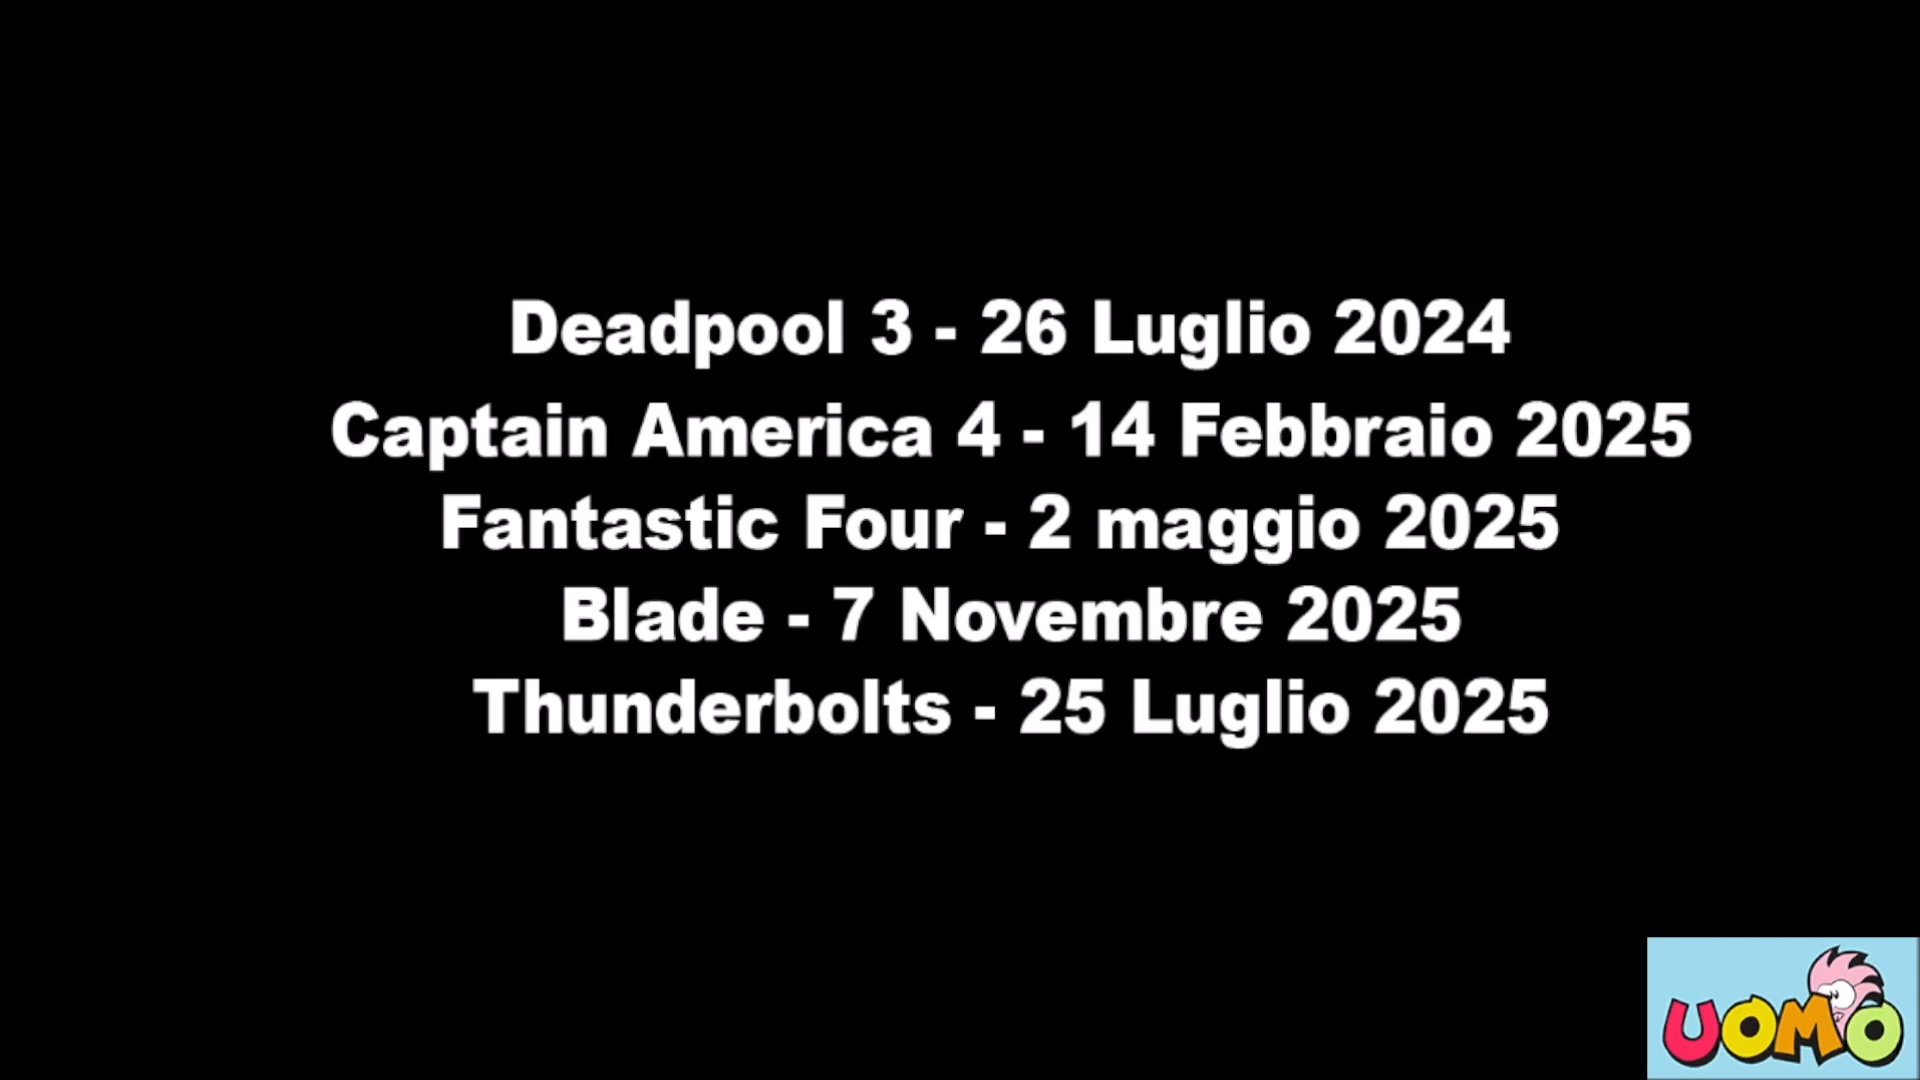 Deadpool 3 - 26 Luglio 2024
Captain America 4 - 14 Febbraio 2025
Fantastic Four - 2 maggio 2025
Blade - 7 Novembre 2025
Thunderbolts - 25 Luglio 2025
UOMO